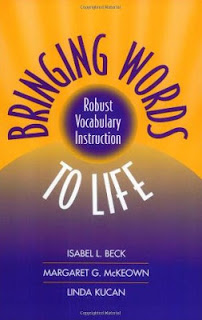 BRINGING WORDS
Robust
Vocabulary
Instruction
TO LIFE
ISABEL L. BECK
MARGARET G. McKEOWN
LINDA KUCAN